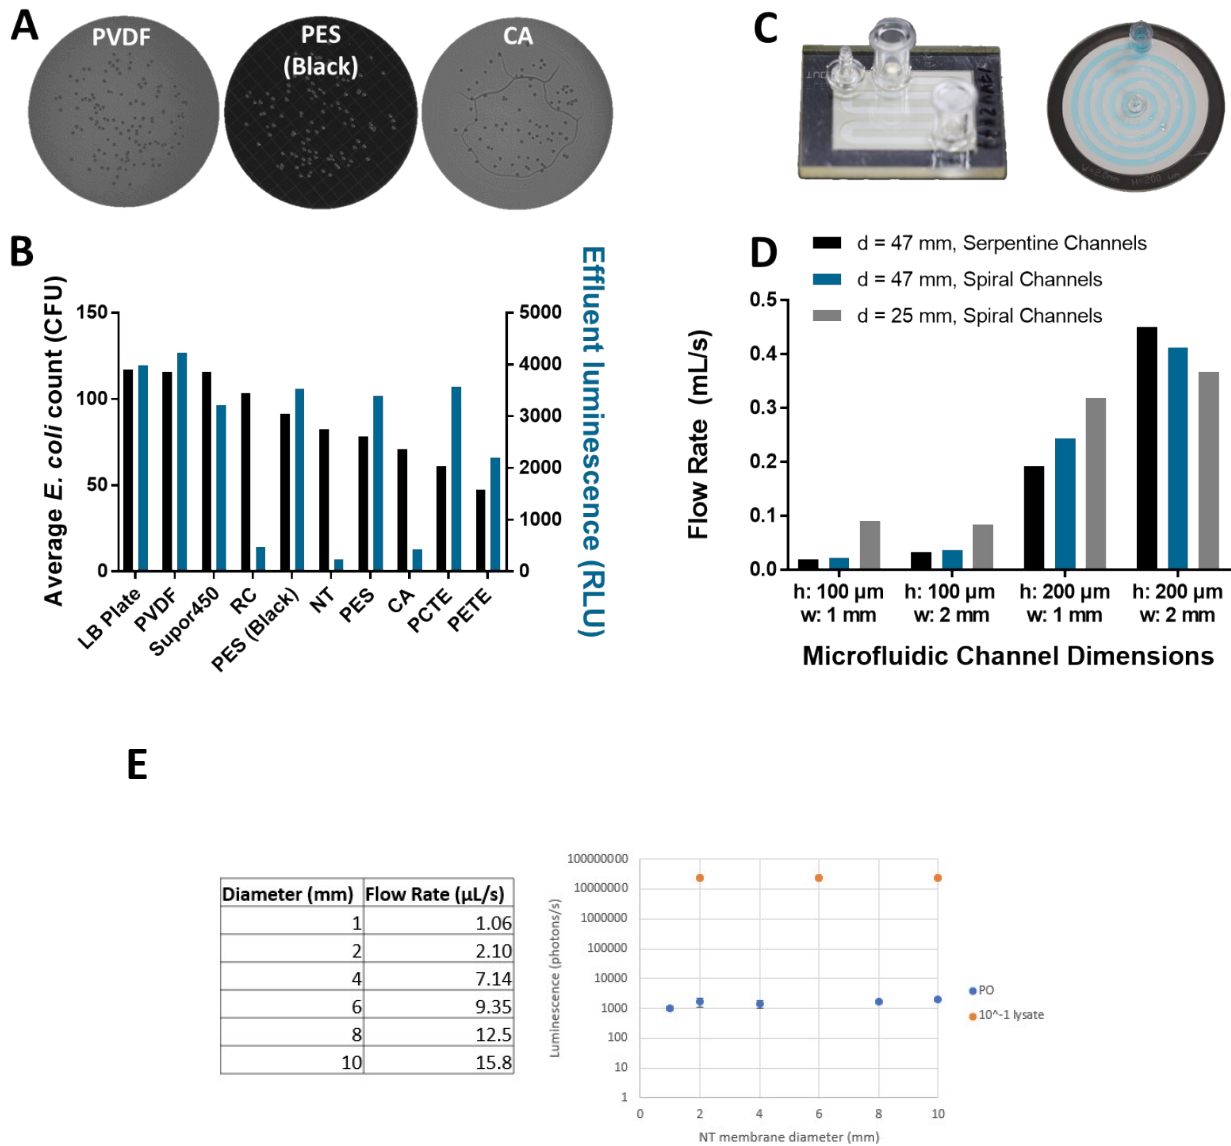 A
PVDF
PES
(Black)
CA
C
B
Average E. coli count (CFU)
150
100
50
0
5000
4000
3000
2000
1000
0
Effluent luminescence (RLU)
LB Plate
PVDF
Supor450
RC
PES (Black)
NT
PES
CA
PCTE
PETE
D
d = 47 mm, Serpentine Channels
d = 47 mm, Spiral Channels
d = 25 mm, Spiral Channels
Flow Rate (mL/s)
0.5
0.4
0.3
0.2
0.1
0.0
h: 100 µm
w: 1 mm
h: 100 µm
w: 2 mm
h: 200 µm
w: 1 mm
h: 200 µm
w: 2 mm
Microfluidic Channel Dimensions
E
Diameter (mm) Flow Rate (µL/s)
1 1.06
2 2.10
4 7.14
6 9.35
8 12.5
10 15.8
Luminescence (photons/s)
100000000
10000000
1000000
100000
10000
1000
100
10
1
0 2 4 6 8 10
NT membrane diameter (mm)
PO
10^-1 lysate